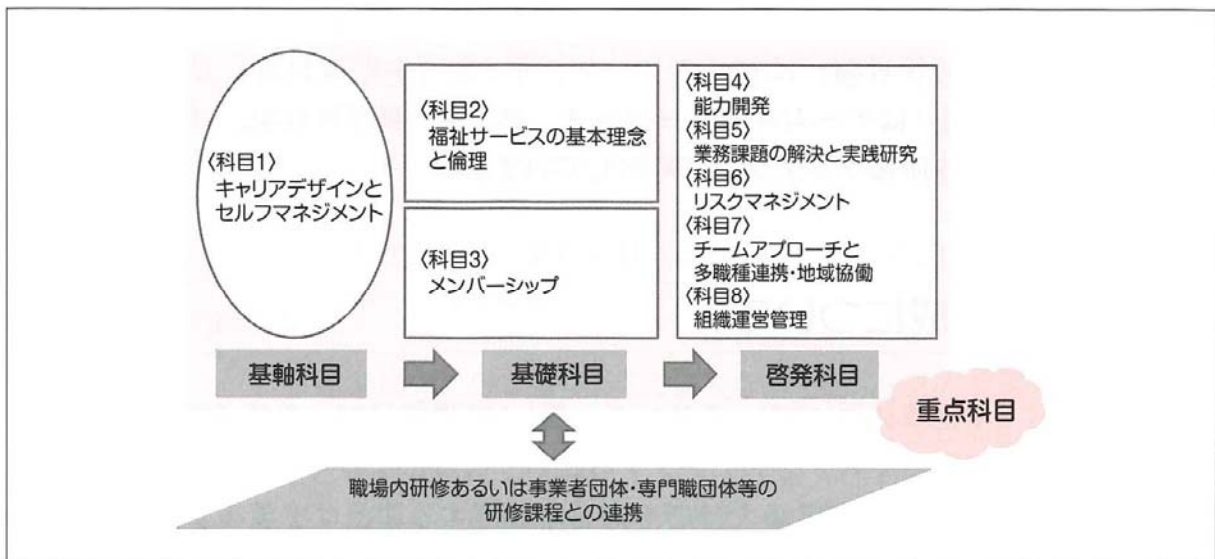 〈科目1〉
キャリアデザインと
セルフマネジメント
〈科目2〉
福祉サービスの基本理念
と倫理
〈科目3〉
メンバーシップ
〈科目4〉
能力開発
〈科目5〉
業務課題の解決と実践研究
〈科目6〉
リスクマネジメント
〈科目7〉
チームアプローチと
多職種連携・地域協働
〈科目8〉
組織運営管理
基軸科目
基礎科目
啓発科目
重点科目
職場内研修あるいは事業者団体・専門職団体等の
研修課程との連携